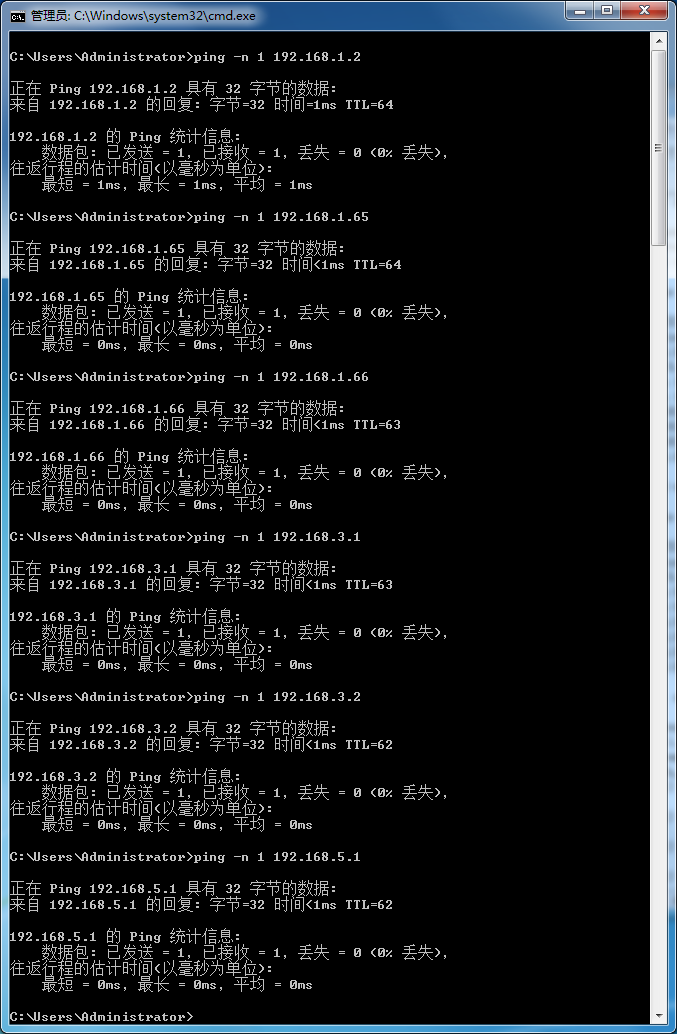 管理员: C:\Windows\system32\cmd.exe
C:\Users\Administrator>ping -n 1 192.168.1.2
正在 Ping 192.168.1.2 具有 32 字节的数据:
来自 192.168.1.2 的回复: 字节=32 时间=1ms TTL=64
192.168.1.2 的 Ping 统计信息:
数据包: 已发送 = 1，已接收 = 1，丢失 = 0 (0% 丢失)，
往返行程的估计时间(以毫秒为单位):
最短 = 1ms，最长 = 1ms，平均 = 1ms
C:\Users\Administrator>ping -n 1 192.168.1.65
正在 Ping 192.168.1.65 具有 32 字节的数据:
来自 192.168.1.65 的回复: 字节=32 时间<1ms TTL=64
192.168.1.65 的 Ping 统计信息:
数据包: 已发送 = 1，已接收 = 1，丢失 = 0 (0% 丢失)，
往返行程的估计时间(以毫秒为单位):
最短 = 0ms，最长 = 0ms，平均 = 0ms
C:\Users\Administrator>ping -n 1 192.168.1.66
正在 Ping 192.168.1.66 具有 32 字节的数据:
来自 192.168.1.66 的回复: 字节=32 时间<1ms TTL=63
192.168.1.66 的 Ping 统计信息:
数据包: 已发送 = 1，已接收 = 1，丢失 = 0 (0% 丢失)，
往返行程的估计时间(以毫秒为单位):
最短 = 0ms，最长 = 0ms，平均 = 0ms
C:\Users\Administrator>ping -n 1 192.168.3.1
正在 Ping 192.168.3.1 具有 32 字节的数据:
来自 192.168.3.1 的回复: 字节=32 时间<1ms TTL=63
192.168.3.1 的 Ping 统计信息:
数据包: 已发送 = 1，已接收 = 1，丢失 = 0 (0% 丢失)，
往返行程的估计时间(以毫秒为单位):
最短 = 0ms，最长 = 0ms，平均 = 0ms
C:\Users\Administrator>ping -n 1 192.168.3.2
正在 Ping 192.168.3.2 具有 32 字节的数据:
来自 192.168.3.2 的回复: 字节=32 时间<1ms TTL=62
192.168.3.2 的 Ping 统计信息:
数据包: 已发送 = 1，已接收 = 1，丢失 = 0 (0% 丢失)，
往返行程的估计时间(以毫秒为单位):
最短 = 0ms，最长 = 0ms，平均 = 0ms
C:\Users\Administrator>ping -n 1 192.168.5.1
正在 Ping 192.168.5.1 具有 32 字节的数据:
来自 192.168.5.1 的回复: 字节=32 时间<1ms TTL=62
192.168.5.1 的 Ping 统计信息:
数据包: 已发送 = 1，已接收 = 1，丢失 = 0 (0% 丢失)，
往返行程的估计时间(以毫秒为单位):
最短 = 0ms，最长 = 0ms，平均 = 0ms
C:\Users\Administrator>